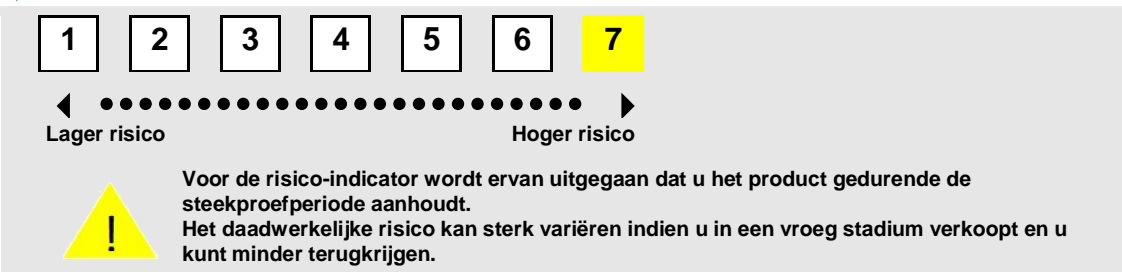 1 2 3 4 5 6 7
Lager risico Hoger risico
Voor de risico-indicator wordt ervan uitgegaan dat u het product gedurende de
steekproefperiode aanhoudt.
Het daadwerkelijke risico kan sterk variëren indien u in een vroeg stadium verkoopt en u
!
kunt minder terugkrijgen.